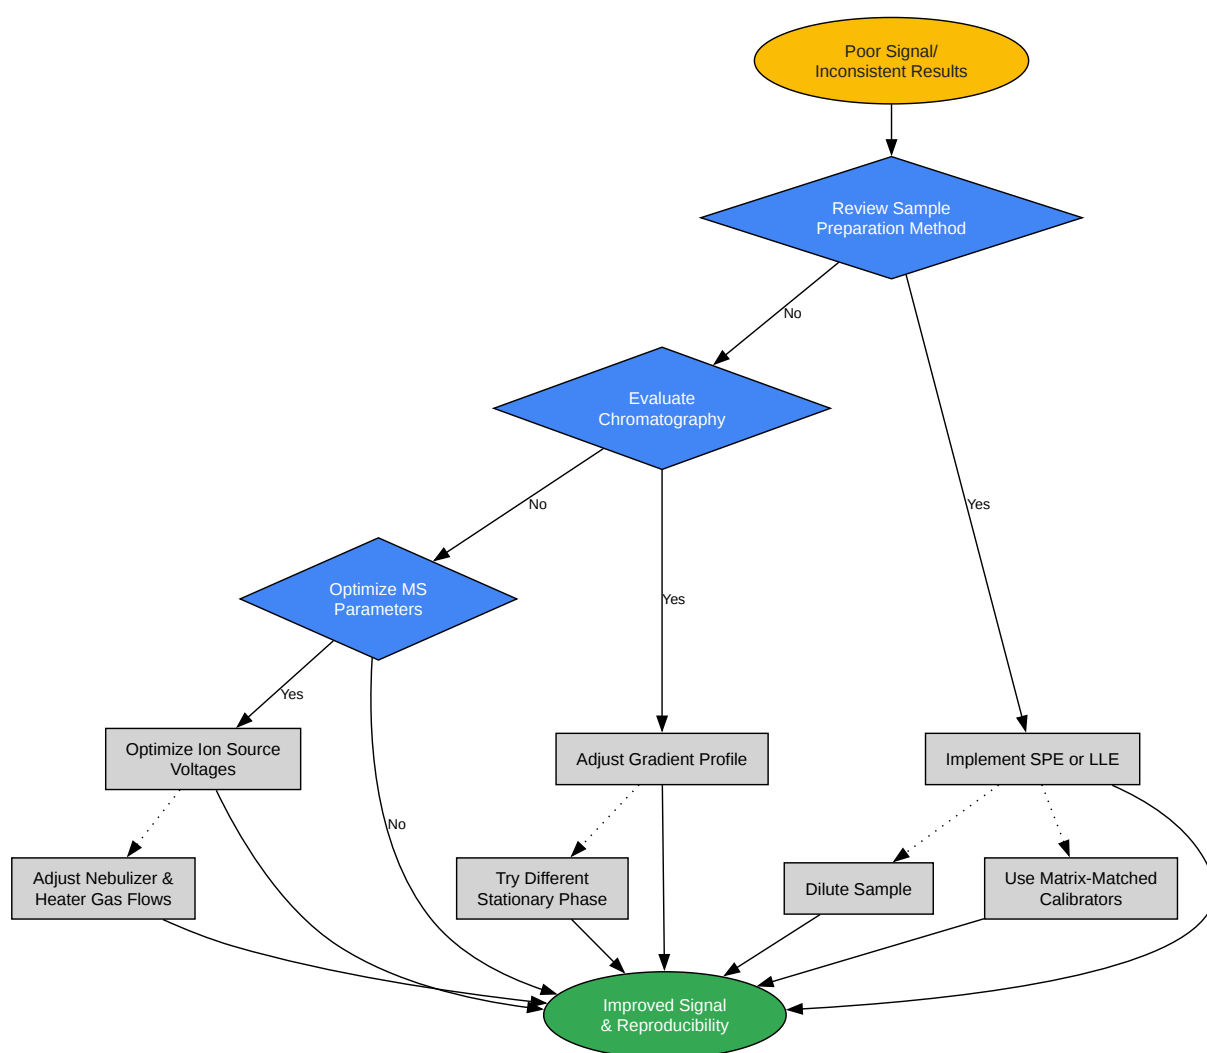 Poor Signal/
Inconsistent Results
Review Sample
Preparation Method
No
Evaluate
Chromatography
No
Yes
Optimize MS
Parameters
Yes
Yes
Optimize Ion Source
Voltages
Adjust Gradient Profile
Implement SPE or LLE
No
Adjust Nebulizer &
Heater Gas Flows
Try Different
Stationary Phase
Dilute Sample
Use Matrix-Matched
Calibrators
Improved Signal
& Reproducibility